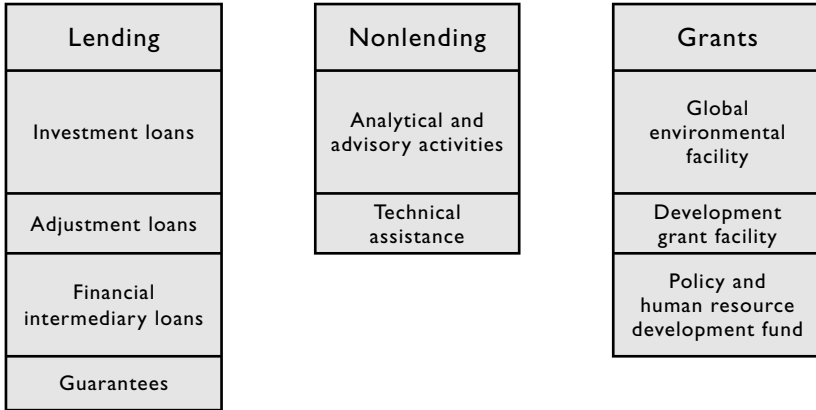 Lending
Investment loans
Adjustment loans
Financial
intermediary loans
Guarantees
Nonlending
Analytical and
advisory activities
Technical
assistance
Grants
Global
environmental
facility
Development
grant facility
Policy and
human resource
development fund